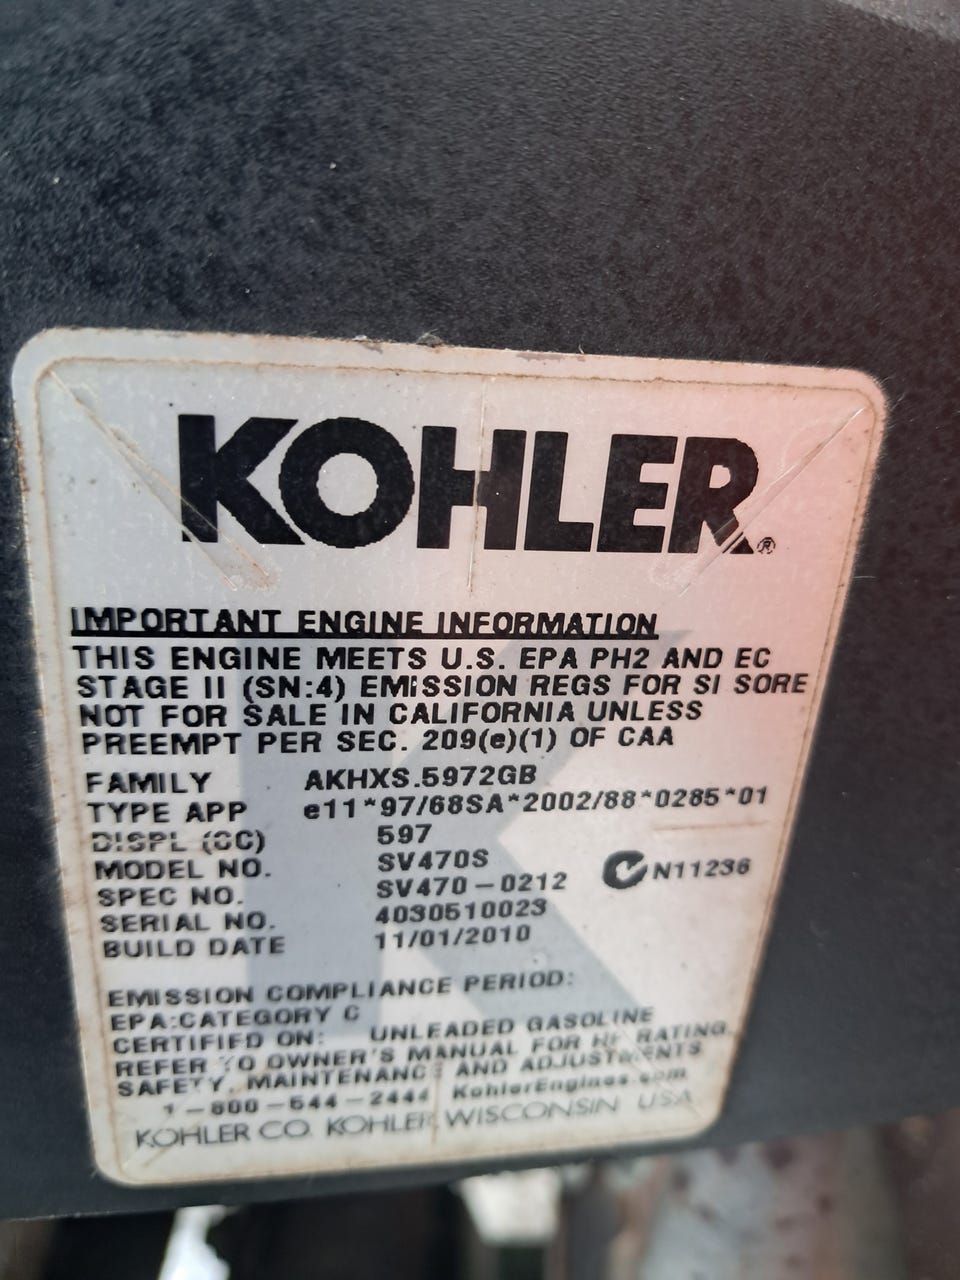 KOHLER®
IMPORTANT ENGINE INFORMATION
THIS ENGINE MEETS U.S. EPA PH2 AND EC
STAGE II (SN:4) EMISSION REGS FOR SI SORE
NOT FOR SALE IN CALIFORNIA UNLESS
PREEMPT PER SEC. 209(e)(1) OF CAA
FAMILY AKHXS.5972GB
TYPE APP e11*97/68SA*2002/88*0285*01
DISPL (CC) 597
MODEL NO. SV470S
SPEC NO. SV470-0212 N11236
SERIAL NO. 4030510023
BUILD DATE 11/01/2010
EMISSION COMPLIANCE PERIOD:
EPA:CATEGORY C
CERTIFIED ON: UNLEADED GASOLINE
REFER TO OWNER'S MANUAL FOR HP RATING,
SAFETY, MAINTENANCE AND ADJUSTMENTS
1-800-544-2444 KohlerEngines.com
KOHLER CO. KOHLER, WISCONSIN USA